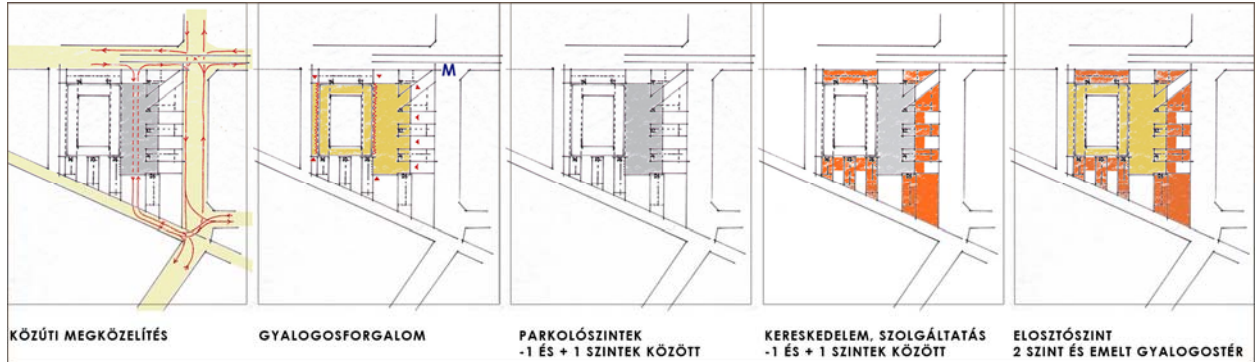 M
KÖZÚTI MEGKÖZELÍTÉS
GYALOGOSFORGALOM
PARKOLÓSZINTEK
-1 ÉS + 1 SZINTEK KÖZÖTT
KERESKEDELEM, SZOLGÁLTATÁS
-1 ÉS + 1 SZINTEK KÖZÖTT
ELOSZTÓSZINT
2 SZINT ÉS EMELT GYALOGOSTÉR